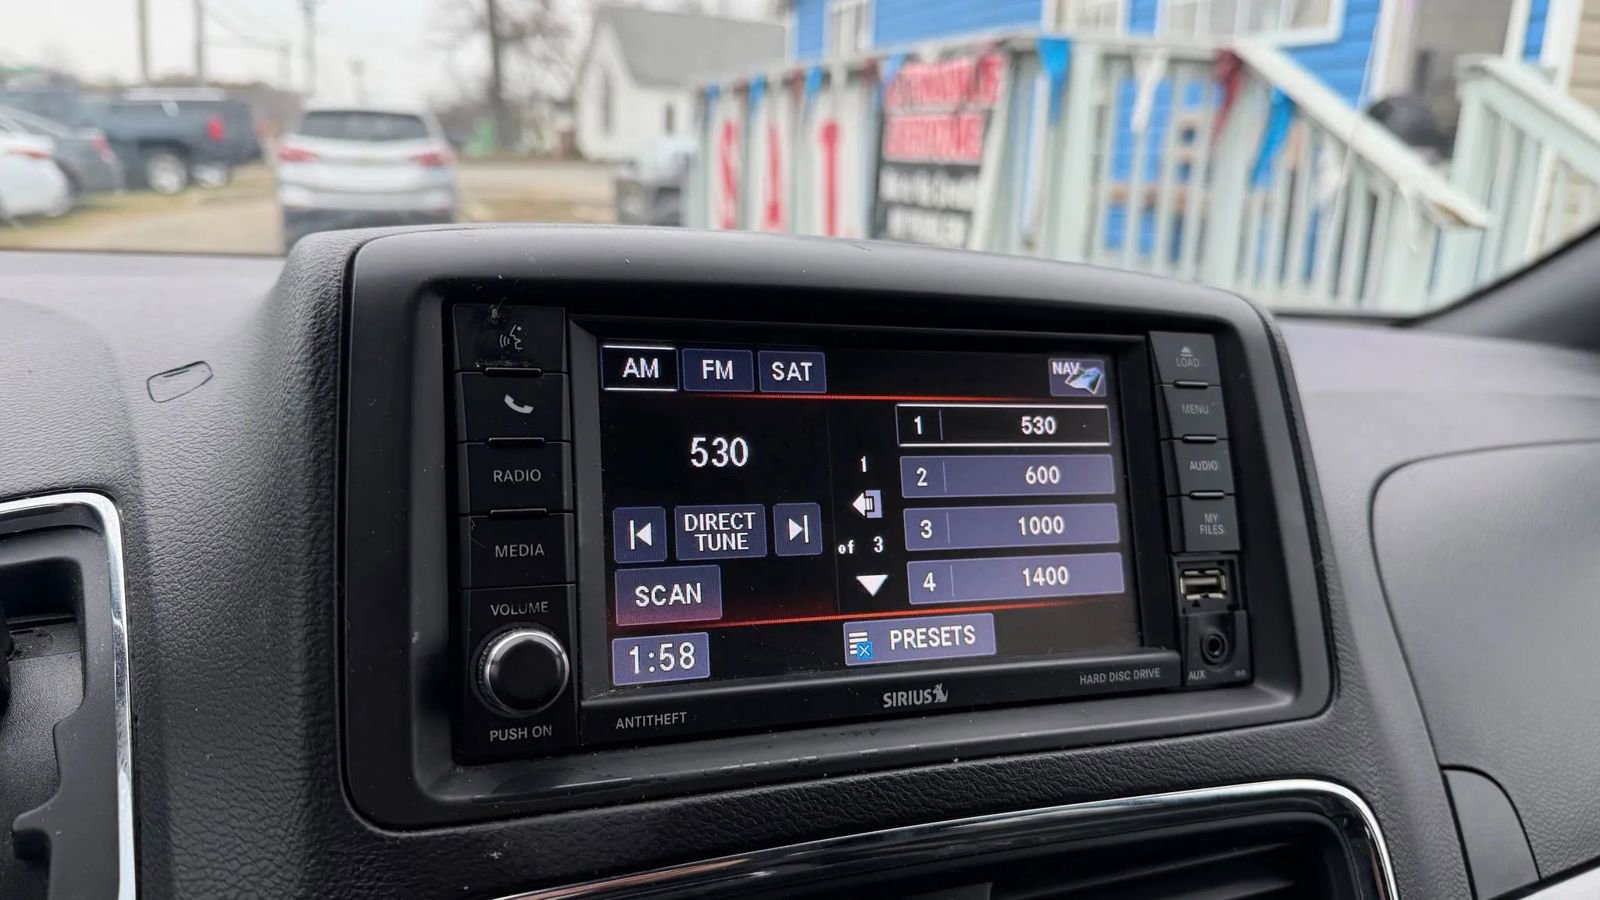 SAL
RADIO
MEDIA
VOLUME
PUSH ON
AM FM SAT NAV
530
DIRECT
TUNE
SCAN
1:58
1
of 3
1 530
2 600
3 1000
4 1400
PRESETS
ANTITHEFT
SIRIUS
HARD DISC DRIVE
LOAD
MENU
AUDIO
MY
FILES
AUX